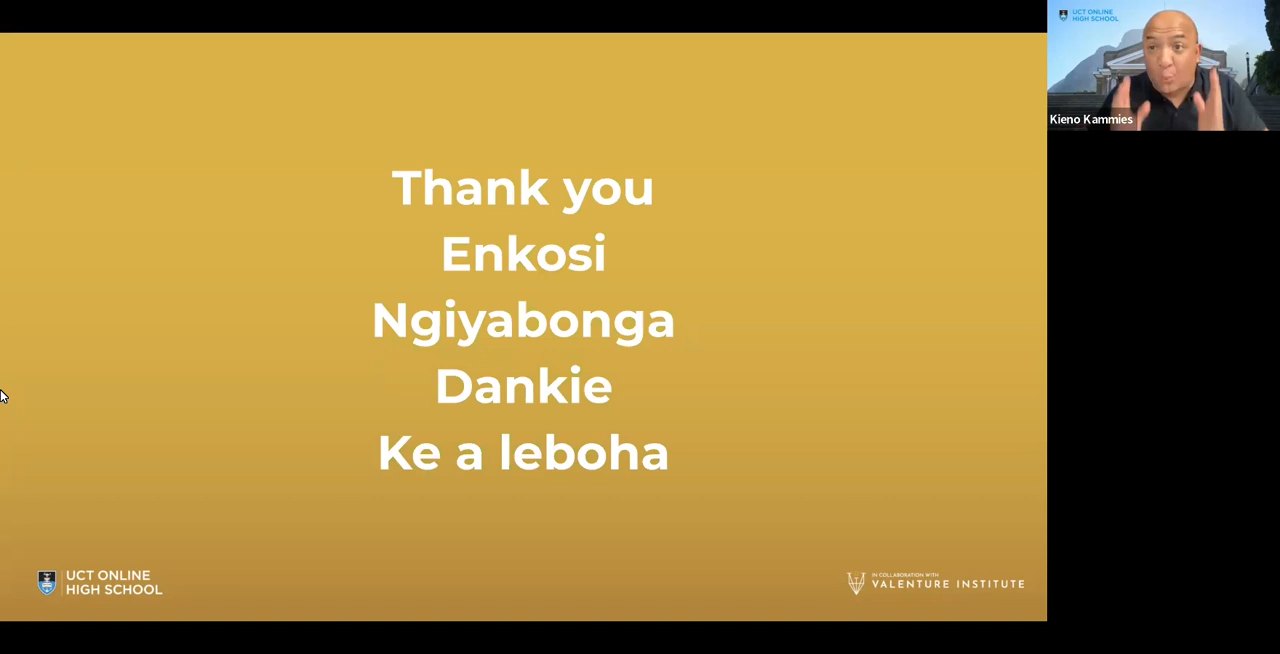 Thank you
Enkosi
Ngiyabonga
Dankie
Ke a leboha
UCT ONLINE
HIGH SCHOOL
IN COLLABORATION WITH
VALENTURE INSTITUTE
UCT ONLINE
HIGH SCHOOL
Kieno Kammies